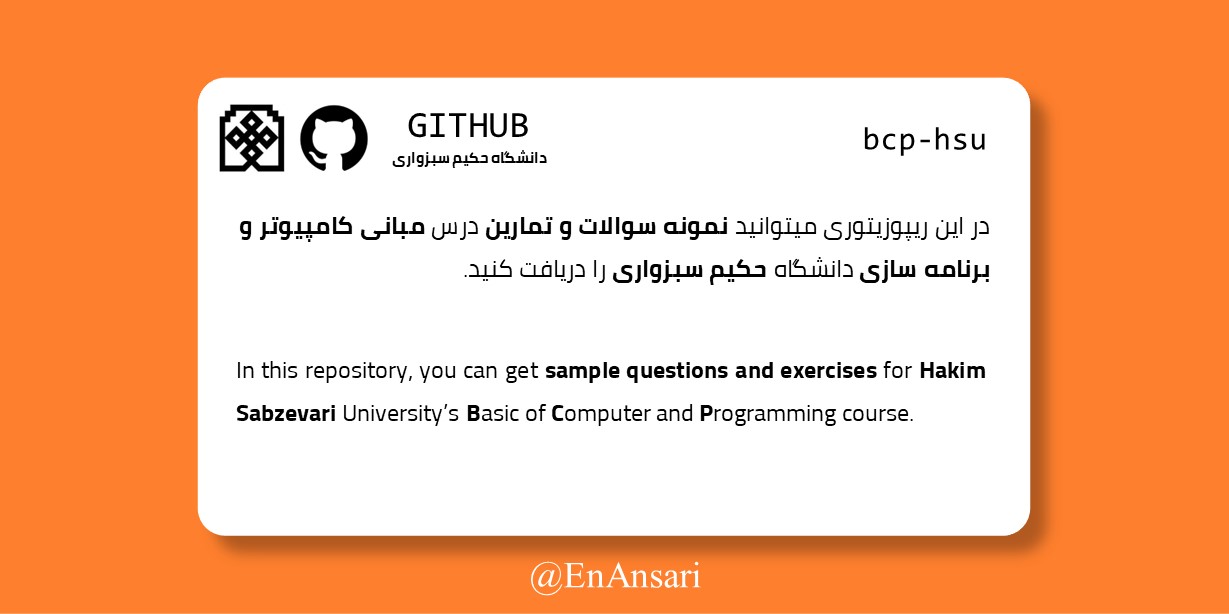 GITHUB
دانشگاه حکیم سبزواری
bcp-hsu
در این ریپوزیتوری میتوانید نمونه سوالات و تمارین درس مبانی کامپیوتر و
برنامه سازی دانشگاه حکیم سبزواری را دریافت کنید.
In this repository, you can get sample questions and exercises for Hakim
Sabzevari University’s Basic of Computer and Programming course.
@EnAnsari